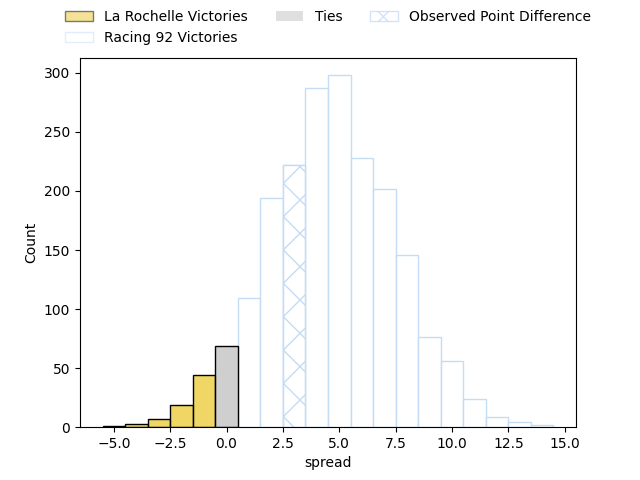 La Rochelle Victories
Ties
Observed Point Difference
Racing 92 Victories
300
250
200
150
100
50
0
Count
−5.0
−2.5
0.0
2.5
5.0
7.5
10.0
12.5
15.0
spread